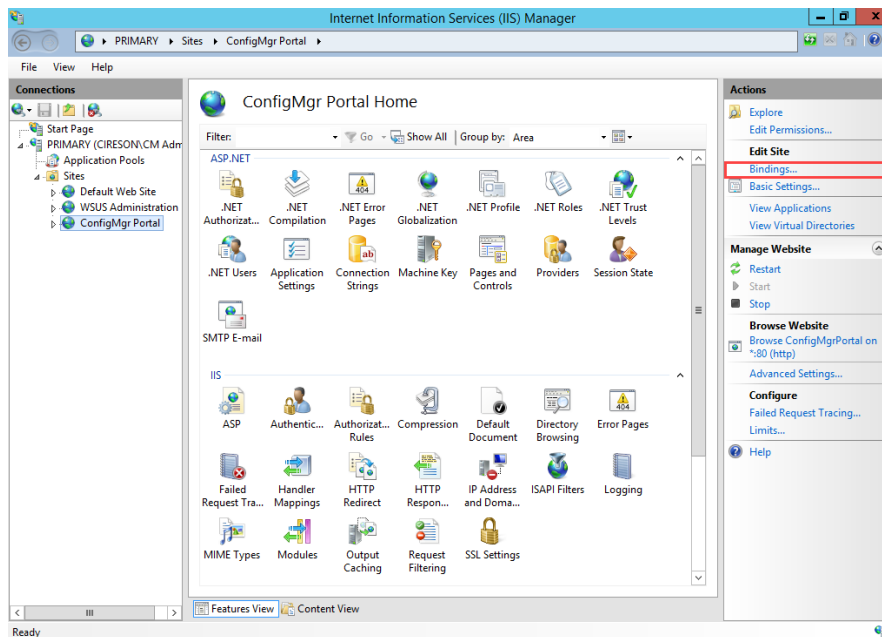 Internet Information Services (IIS) Manager
PRIMARY
Sites
ConfigMgr Portal
File View Help
Connections
Start Page
PRIMARY (CIRESON\CM Adm
Application Pools
Sites
Default Web Site
WSUS Administration
ConfigMgr Portal
ConfigMgr Portal Home
Filter: Go Show All Group by: Area
ASP.NET
.NET Authorizat...
.NET Compilation
.NET Error Pages
.NET Globalization
.NET Profile
.NET Roles
.NET Trust Levels
.NET Users
Application Settings
Connection Strings
Machine Key
Pages and Controls
Providers
Session State
SMTP E-mail
IIS
ASP
Authentic...
Authorizat... Rules
Compression
Default Document
Directory Browsing
Error Pages
Failed Request Tra...
Handler Mappings
HTTP Redirect
HTTP Respon...
IP Address and Doma...
ISAPI Filters
Logging
MIME Types
Modules
Output Caching
Request Filtering
SSL Settings
Features View
Content View
Actions
Explore
Edit Permissions...
Edit Site
Bindings...
Basic Settings...
View Applications
View Virtual Directories
Manage Website
Restart
Start
Stop
Browse Website
Browse ConfigMgrPortal on
*:80 (http)
Advanced Settings...
Configure
Failed Request Tracing...
Limits...
Help
Ready